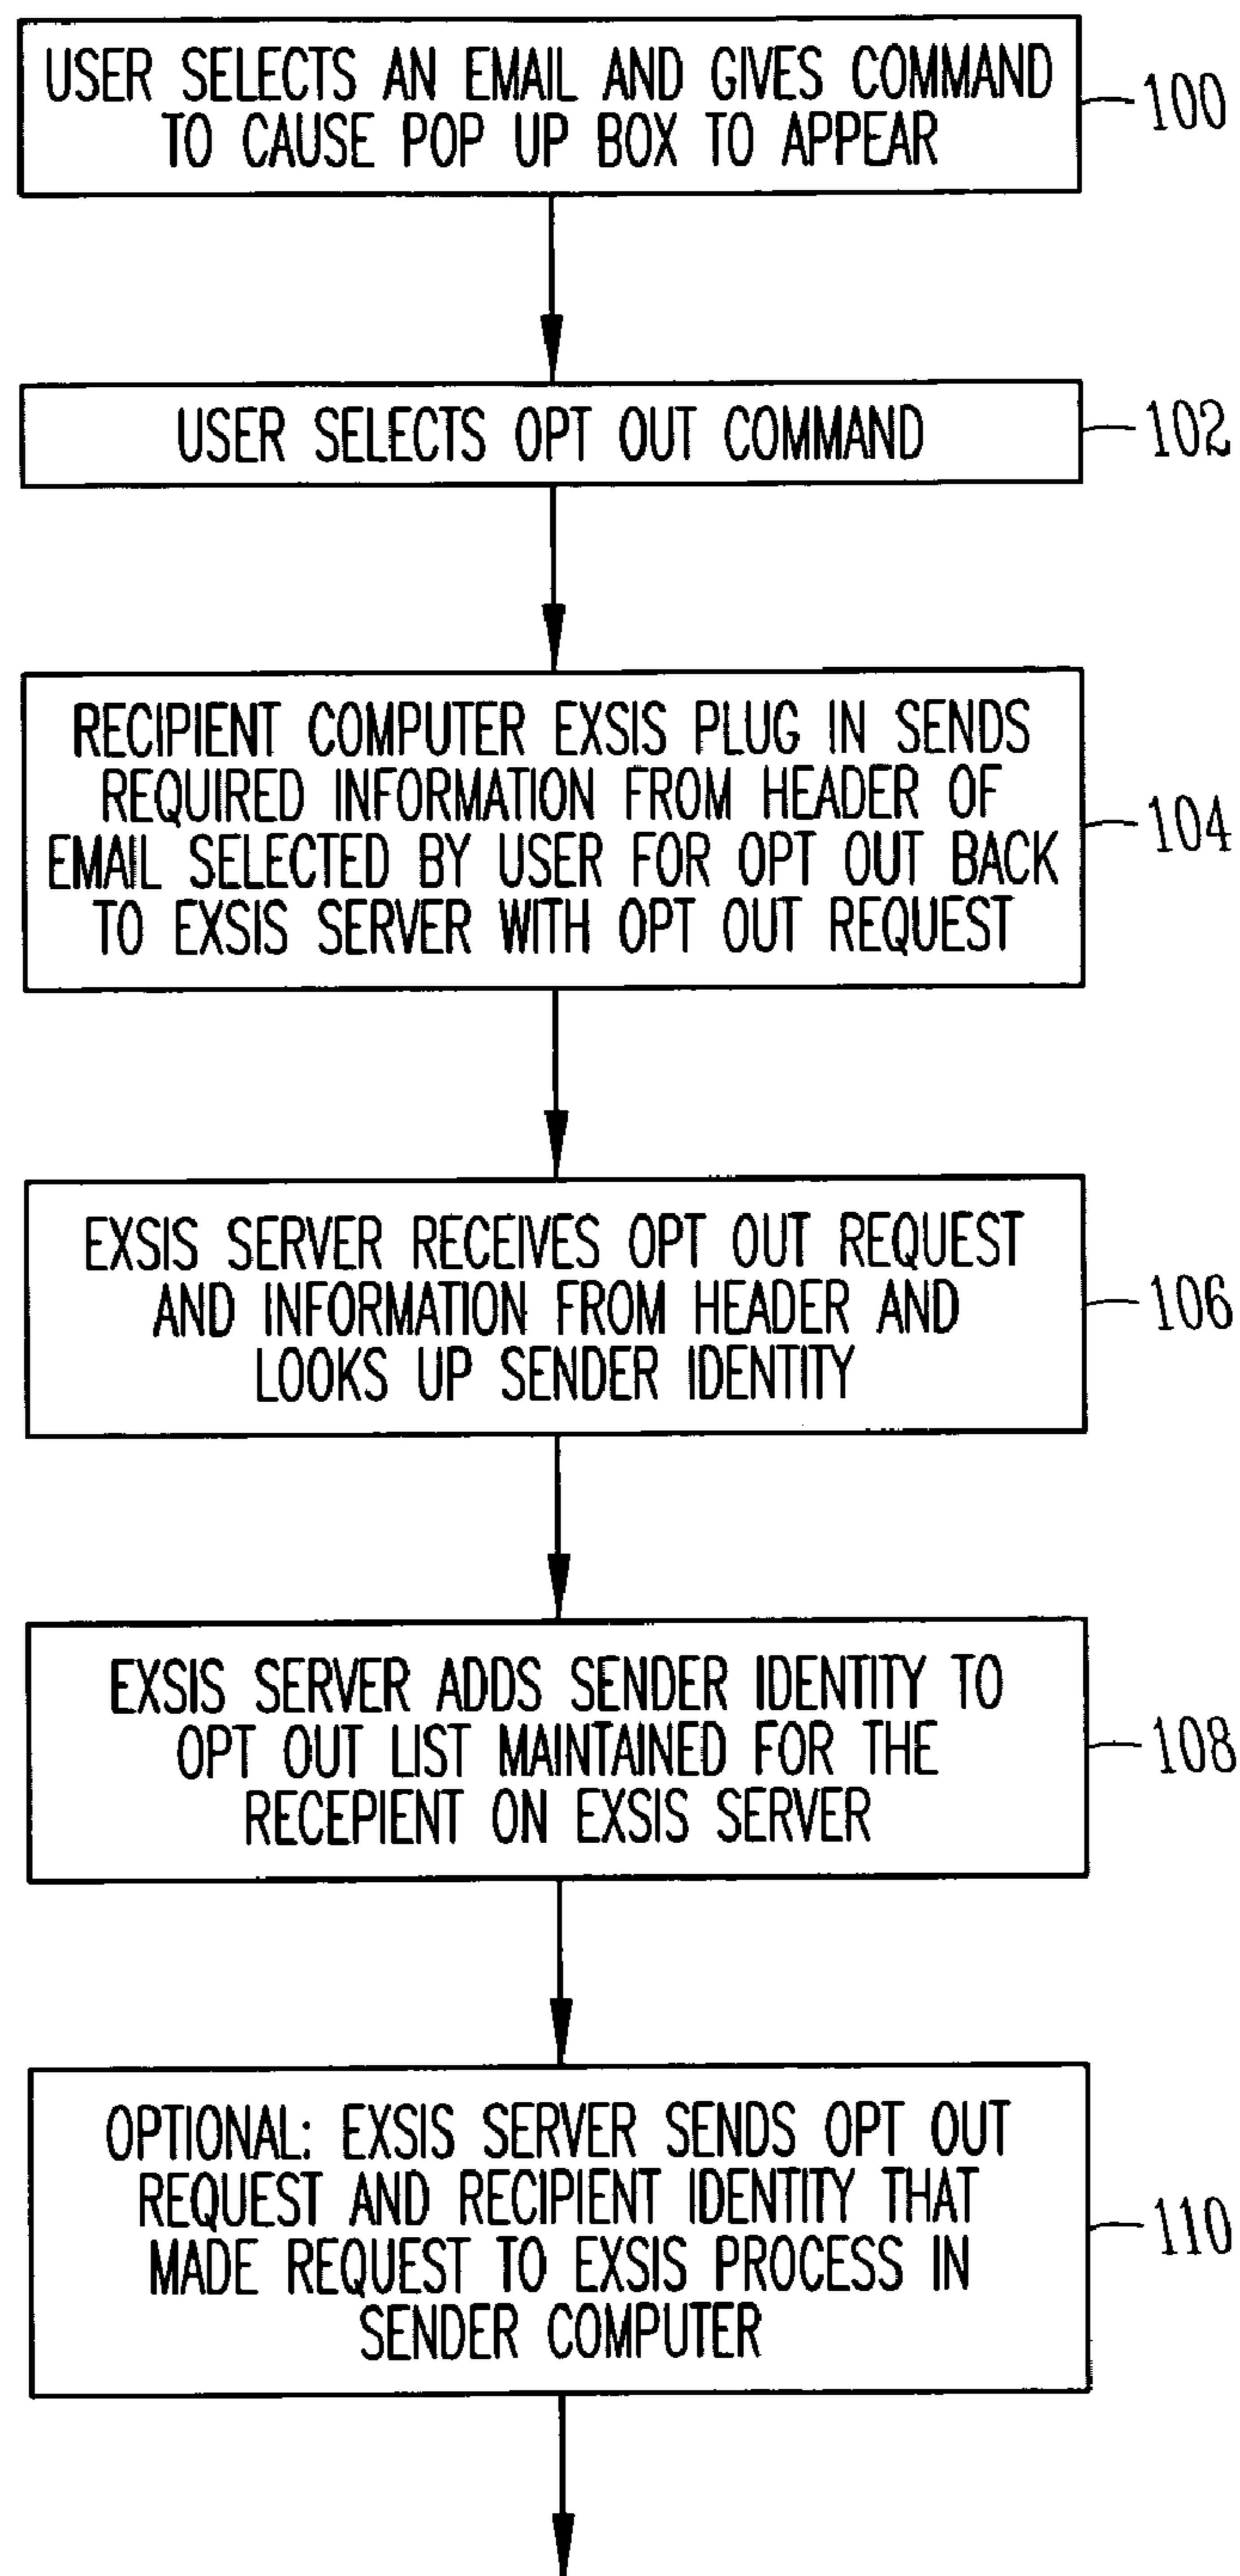 USER SELECTS AN EMAIL AND GIVES COMMAND
TO CAUSE POP UP BOX TO APPEAR
100
USER SELECTS OPT OUT COMMAND
102
RECIPIENT COMPUTER EXSIS PLUG IN SENDS
REQUIRED INFORMATION FROM HEADER OF
EMAIL SELECTED BY USER FOR OPT OUT BACK
TO EXSIS SERVER WITH OPT OUT REQUEST
104
EXSIS SERVER RECEIVES OPT OUT REQUEST
AND INFORMATION FROM HEADER AND
LOOKS UP SENDER IDENTITY
106
EXSIS SERVER ADDS SENDER IDENTITY TO
OPT OUT LIST MAINTAINED FOR THE
RECEPIENT ON EXSIS SERVER
108
OPTIONAL: EXSIS SERVER SENDS OPT OUT
REQUEST AND RECIPIENT IDENTITY THAT
MADE REQUEST TO EXSIS PROCESS IN
SENDER COMPUTER
110